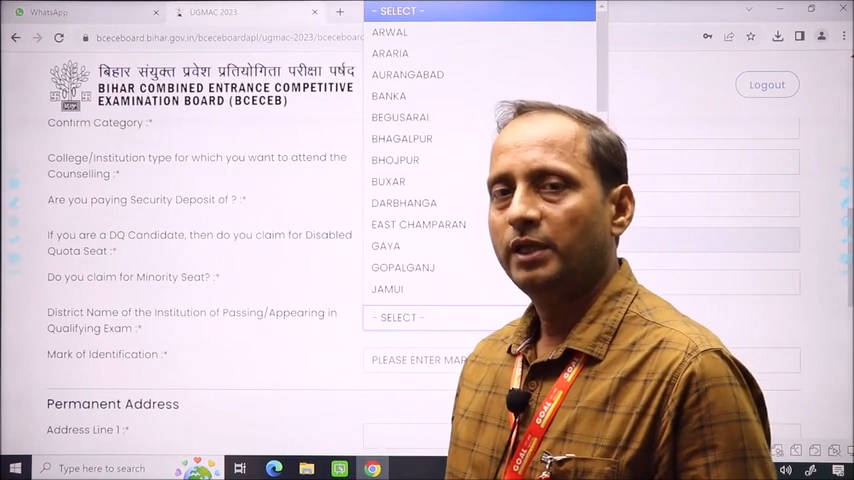 WhatsApp
UGMAC 2023
bceceboard.bihar.gov.in/bceceboardapl/ugmac-2023/bceceboard
बिहार संयुक्त प्रवेश प्रतियोगिता परीक्षा पर्षद
BIHAR COMBINED ENTRANCE COMPETITIVE
EXAMINATION BOARD (BCECEB)
Logout
Confirm Category :*
College/Institution type for which you want to attend the
Counselling :*
Are you paying Security Deposit of ? :*
If you are a DQ Candidate, then do you claim for Disabled
Quota Seat :*
Do you claim for Minority Seat? :*
District Name of the Institution of Passing/Appearing in
Qualifying Exam :*
Mark of Identification :*
Permanent Address
Address Line 1 :*
- SELECT -
ARWAL
ARARIA
AURANGABAD
BANKA
BEGUSARAI
BHAGALPUR
BHOJPUR
BUXAR
DARBHANGA
EAST CHAMPARAN
GAYA
GOPALGANJ
JAMUI
- SELECT -
PLEASE ENTER MAR
GOAL
GOAL
Type here to search